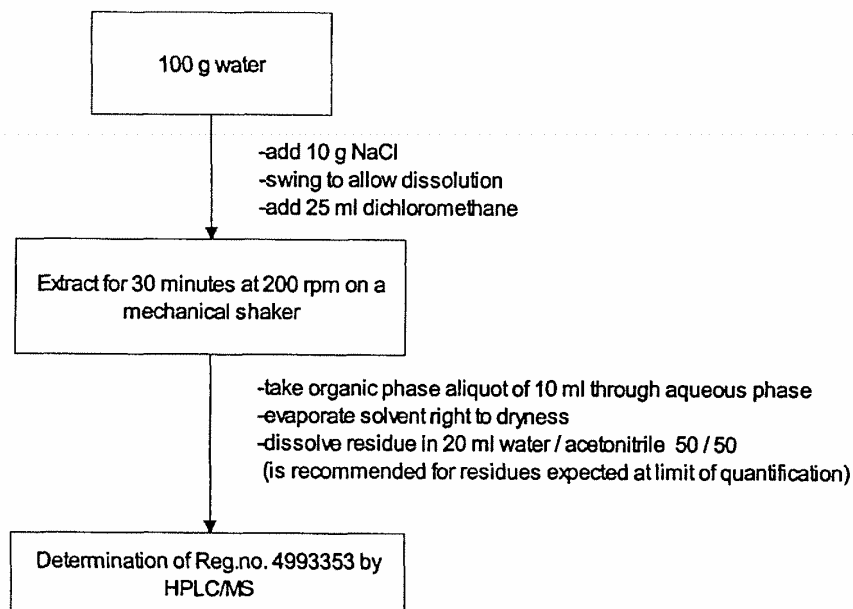 100 g water
-add 10 g NaCl
-swing to allow dissolution
-add 25 ml dichloromethane
Extract for 30 minutes at 200 rpm on a
mechanical shaker
-take organic phase aliquot of 10 ml through aqueous phase
-evaporate solvent right to dryness
-dissolve residue in 20 ml water / acetonitrile 50 / 50
(is recommended for residues expected at limit of quantification)
Determination of Reg.no. 4993353 by
HPLC/MS